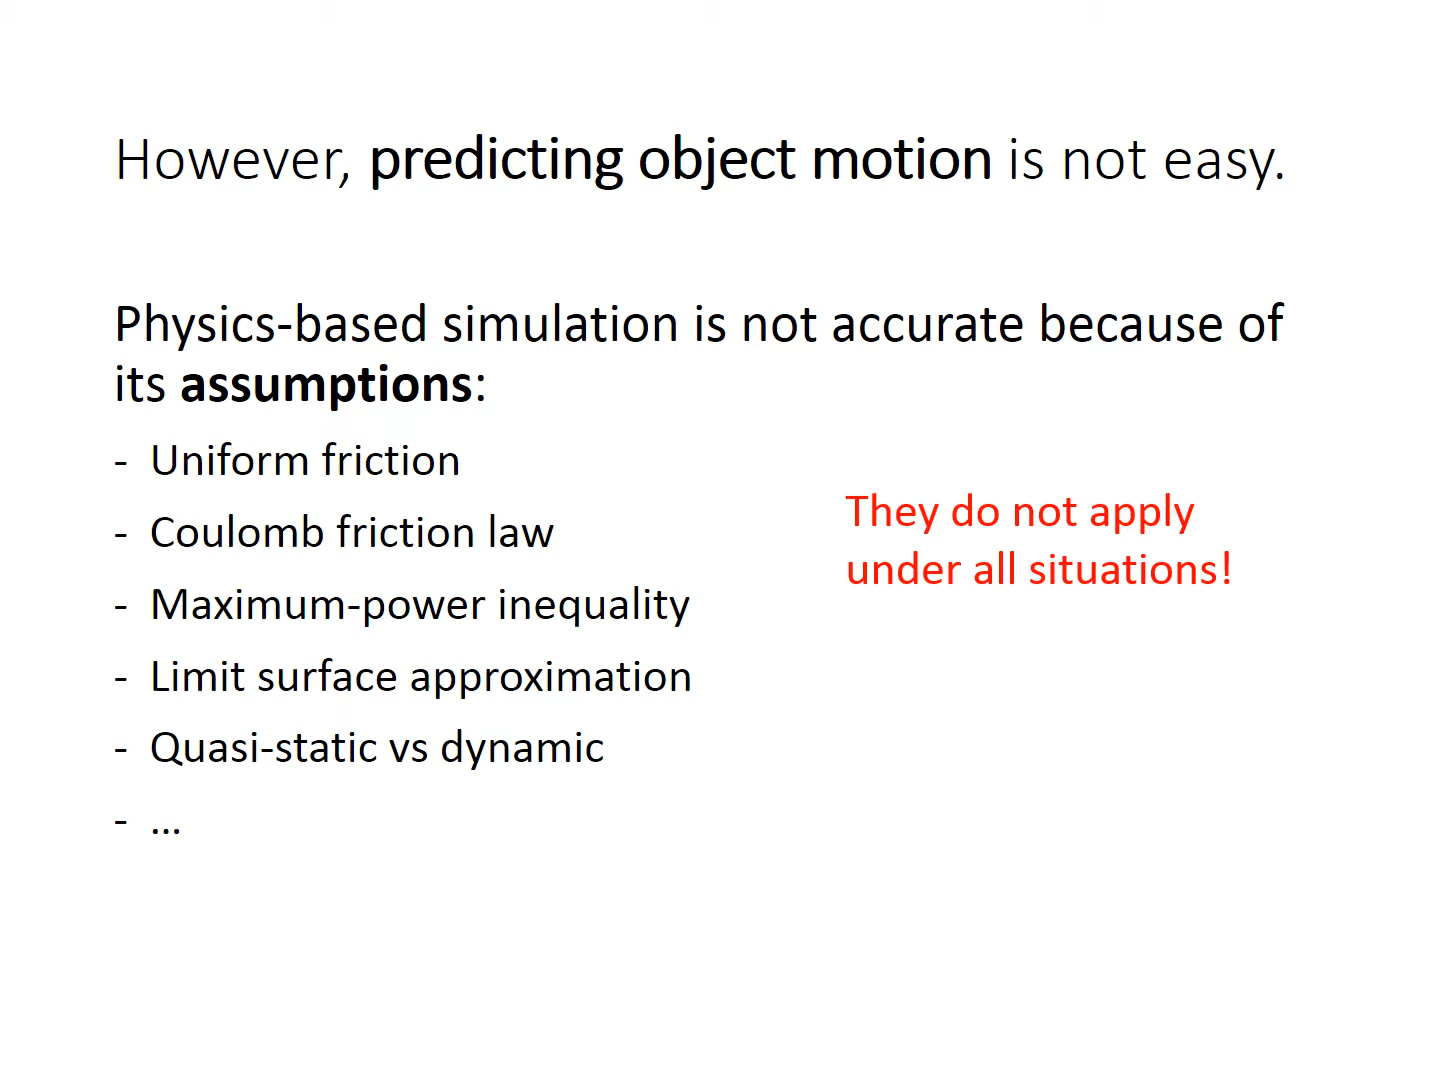 However, predicting object motion is not easy.
Physics-based simulation is not accurate because of
its assumptions:
- Uniform friction
- Coulomb friction law
- Maximum-power inequality
- Limit surface approximation
- Quasi-static vs dynamic
- …
They do not apply
under all situations!